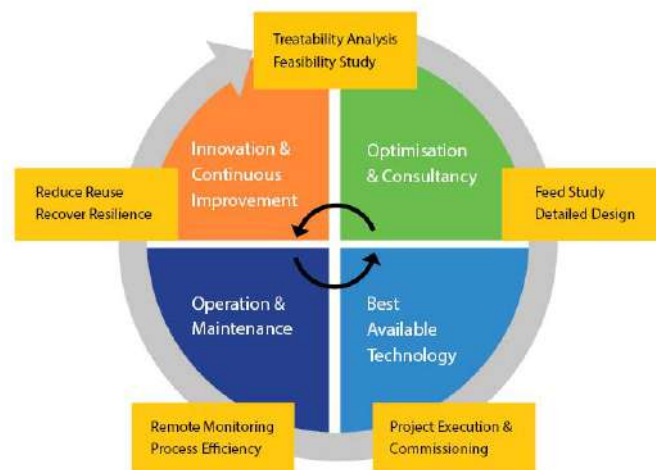 Treatability Analysis
Feasibility Study
Innovation &
Continuous
Improvement
Optimisation
& Consultancy
Reduce Reuse
Recover Resilience
Feed Study
Detailed Design
Operation &
Maintenance
Best
Available
Technology
Remote Monitoring
Process Efficiency
Project Execution &
Commissioning